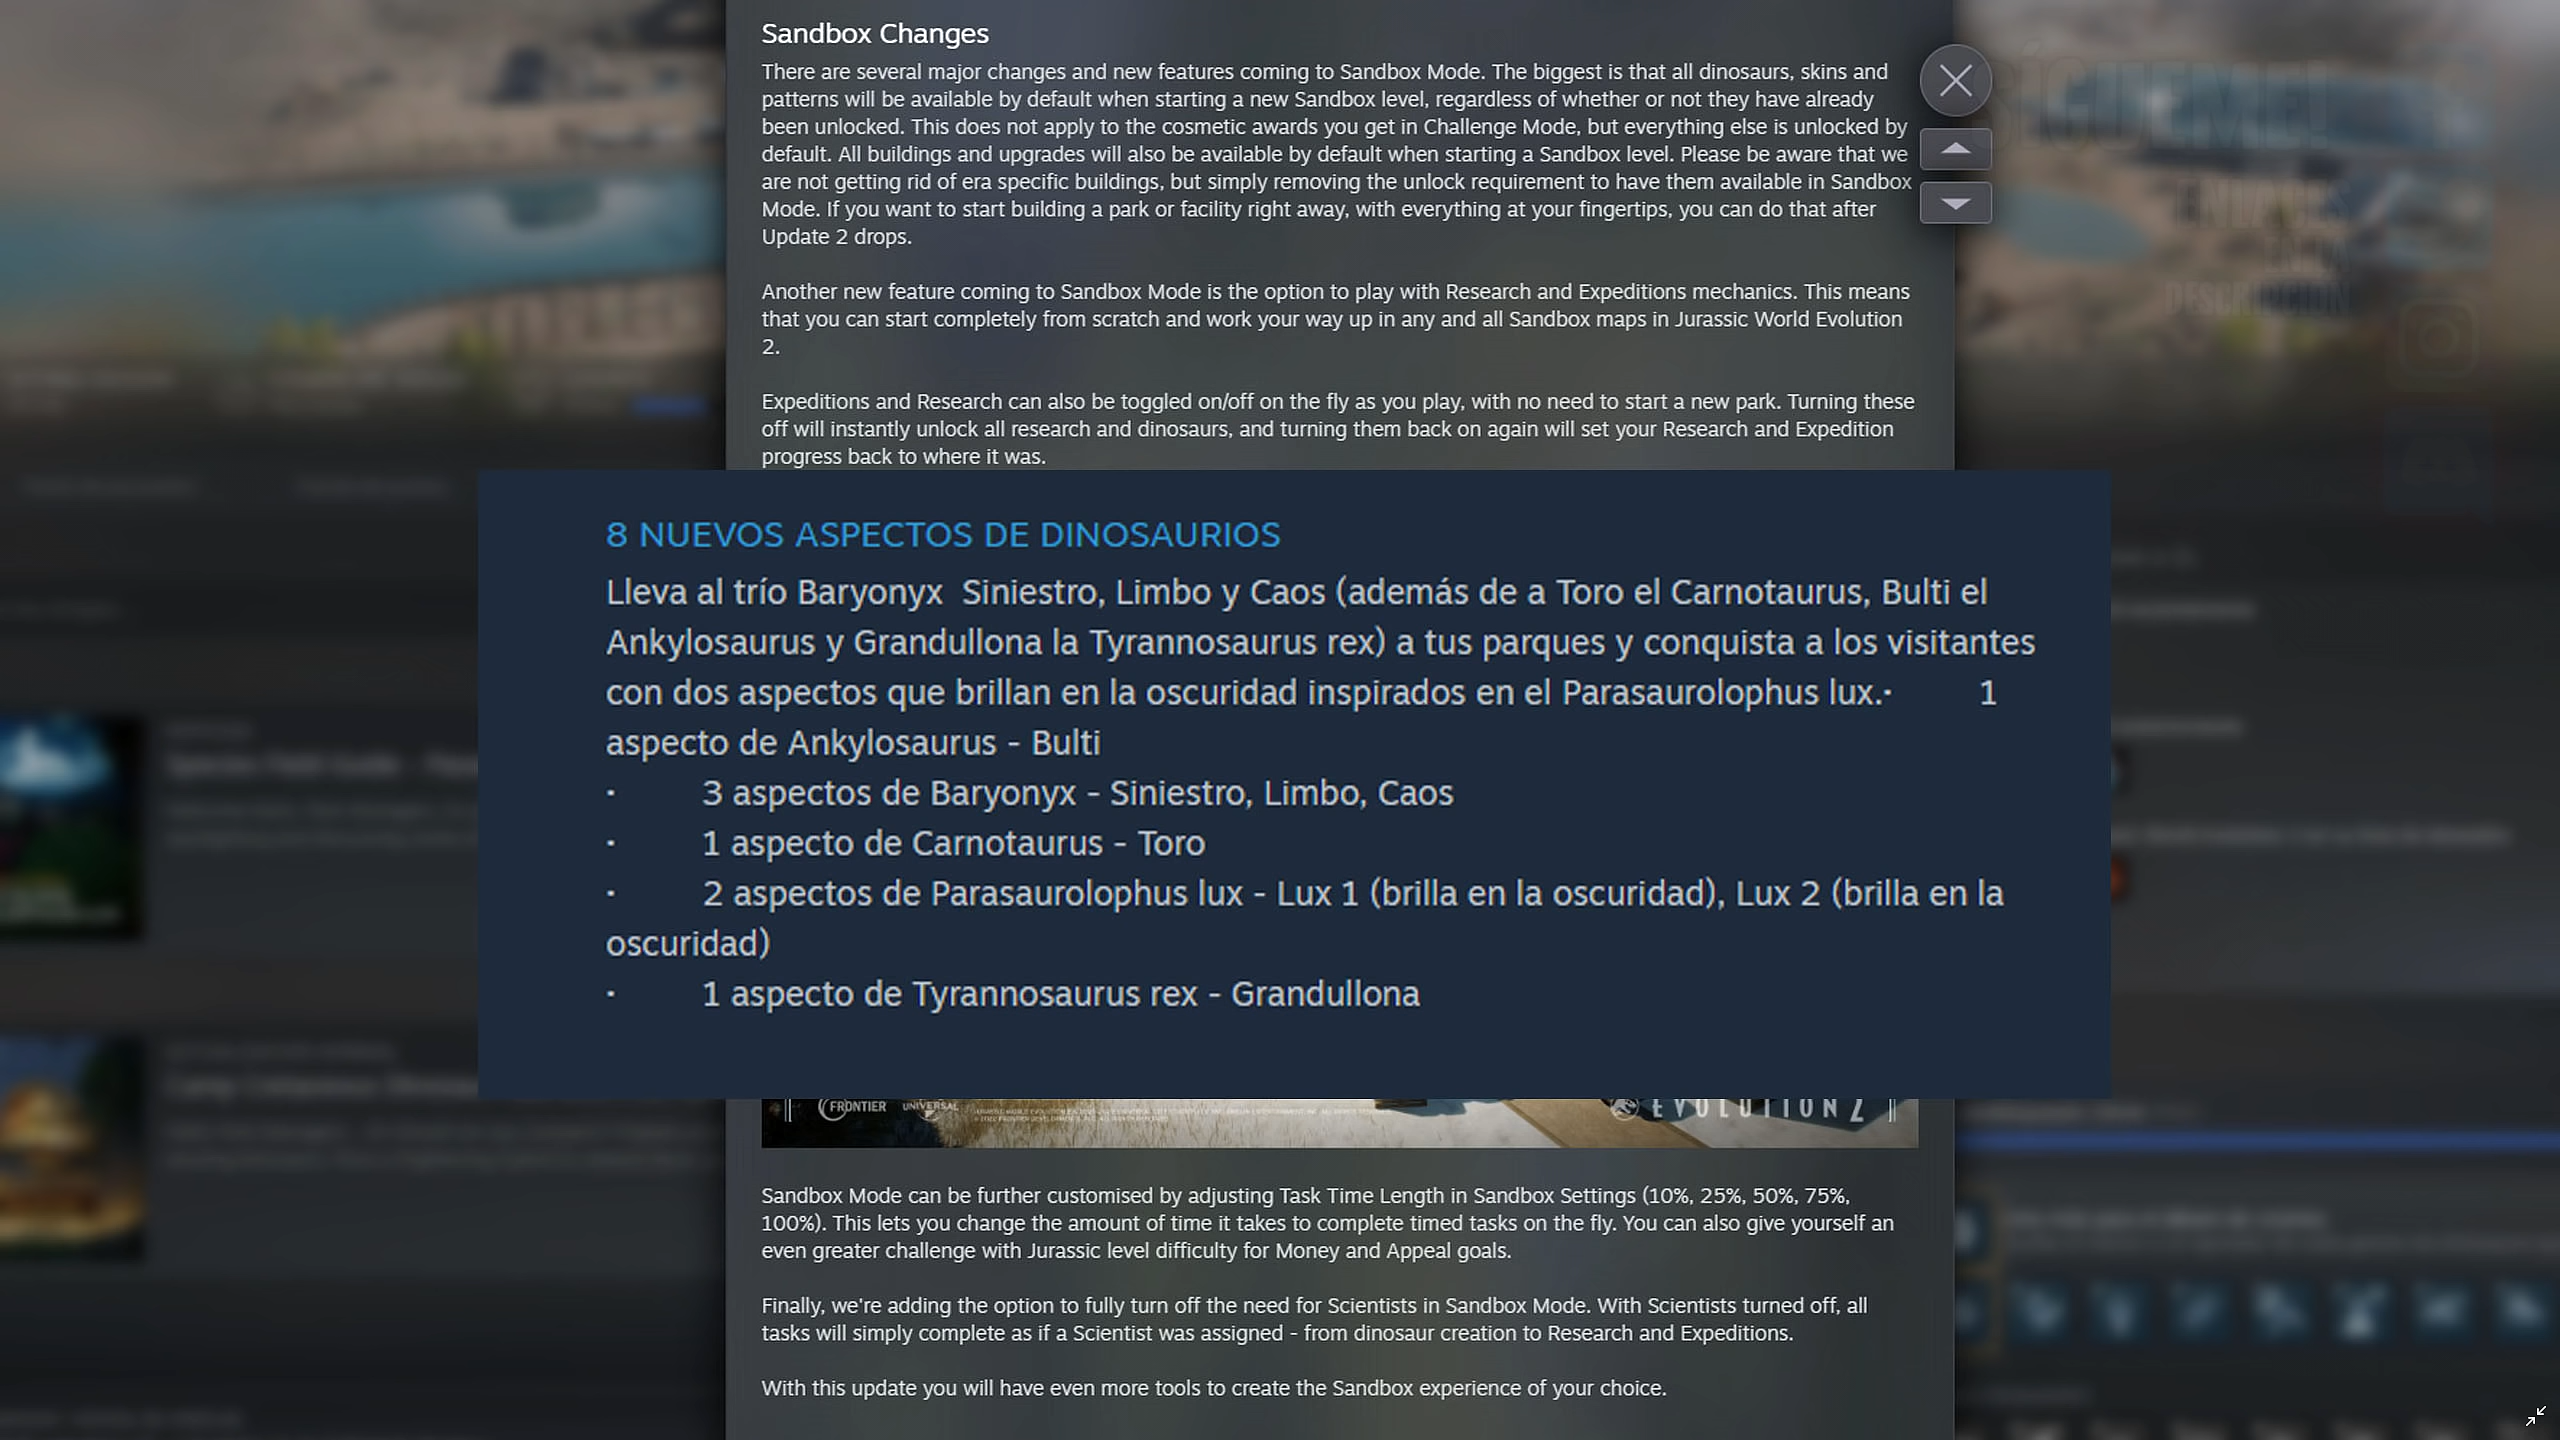 Sandbox Changes
There are several major changes and new features coming to Sandbox Mode. The biggest is that all dinosaurs, skins and
patterns will be available by default when starting a new Sandbox level, regardless of whether or not they have already
been unlocked. This does not apply to the cosmetic awards you get in Challenge Mode, but everything else is unlocked by
default. All buildings and upgrades will also be available by default when starting a Sandbox level. Please be aware that we
are not getting rid of era specific buildings, but simply removing the unlock requirement to have them available in Sandbox
Mode. If you want to start building a park or facility right away, with everything at your fingertips, you can do that after
Update 2 drops.
Another new feature coming to Sandbox Mode is the option to play with Research and Expeditions mechanics. This means
that you can start completely from scratch and work your way up in any and all Sandbox maps in Jurassic World Evolution
2.
Expeditions and Research can also be toggled on/off on the fly as you play, with no need to start a new park. Turning these
off will instantly unlock all research and dinosaurs, and turning them back on again will set your Research and Expedition
progress back to where it was.
8 NUEVOS ASPECTOS DE DINOSAURIOS
Lleva al trío Baryonyx Siniestro, Limbo y Caos (además de a Toro el Carnotaurus, Bulti el
Ankylosaurus y Grandullona la Tyrannosaurus rex) a tus parques y conquista a los visitantes
con dos aspectos que brillan en la oscuridad inspirados en el Parasaurolophus lux.· 1
aspecto de Ankylosaurus - Bulti
· 3 aspectos de Baryonyx - Siniestro, Limbo, Caos
· 1 aspecto de Carnotaurus - Toro
· 2 aspectos de Parasaurolophus lux - Lux 1 (brilla en la oscuridad), Lux 2 (brilla en la
oscuridad)
· 1 aspecto de Tyrannosaurus rex - Grandullona
FRONTIER UNIVERSAL EVOLUTION 2
Sandbox Mode can be further customised by adjusting Task Time Length in Sandbox Settings (10%, 25%, 50%, 75%,
100%). This lets you change the amount of time it takes to complete timed tasks on the fly. You can also give yourself an
even greater challenge with Jurassic level difficulty for Money and Appeal goals.
Finally, we're adding the option to fully turn off the need for Scientists in Sandbox Mode. With Scientists turned off, all
tasks will simply complete as if a Scientist was assigned - from dinosaur creation to Research and Expeditions.
With this update you will have even more tools to create the Sandbox experience of your choice.